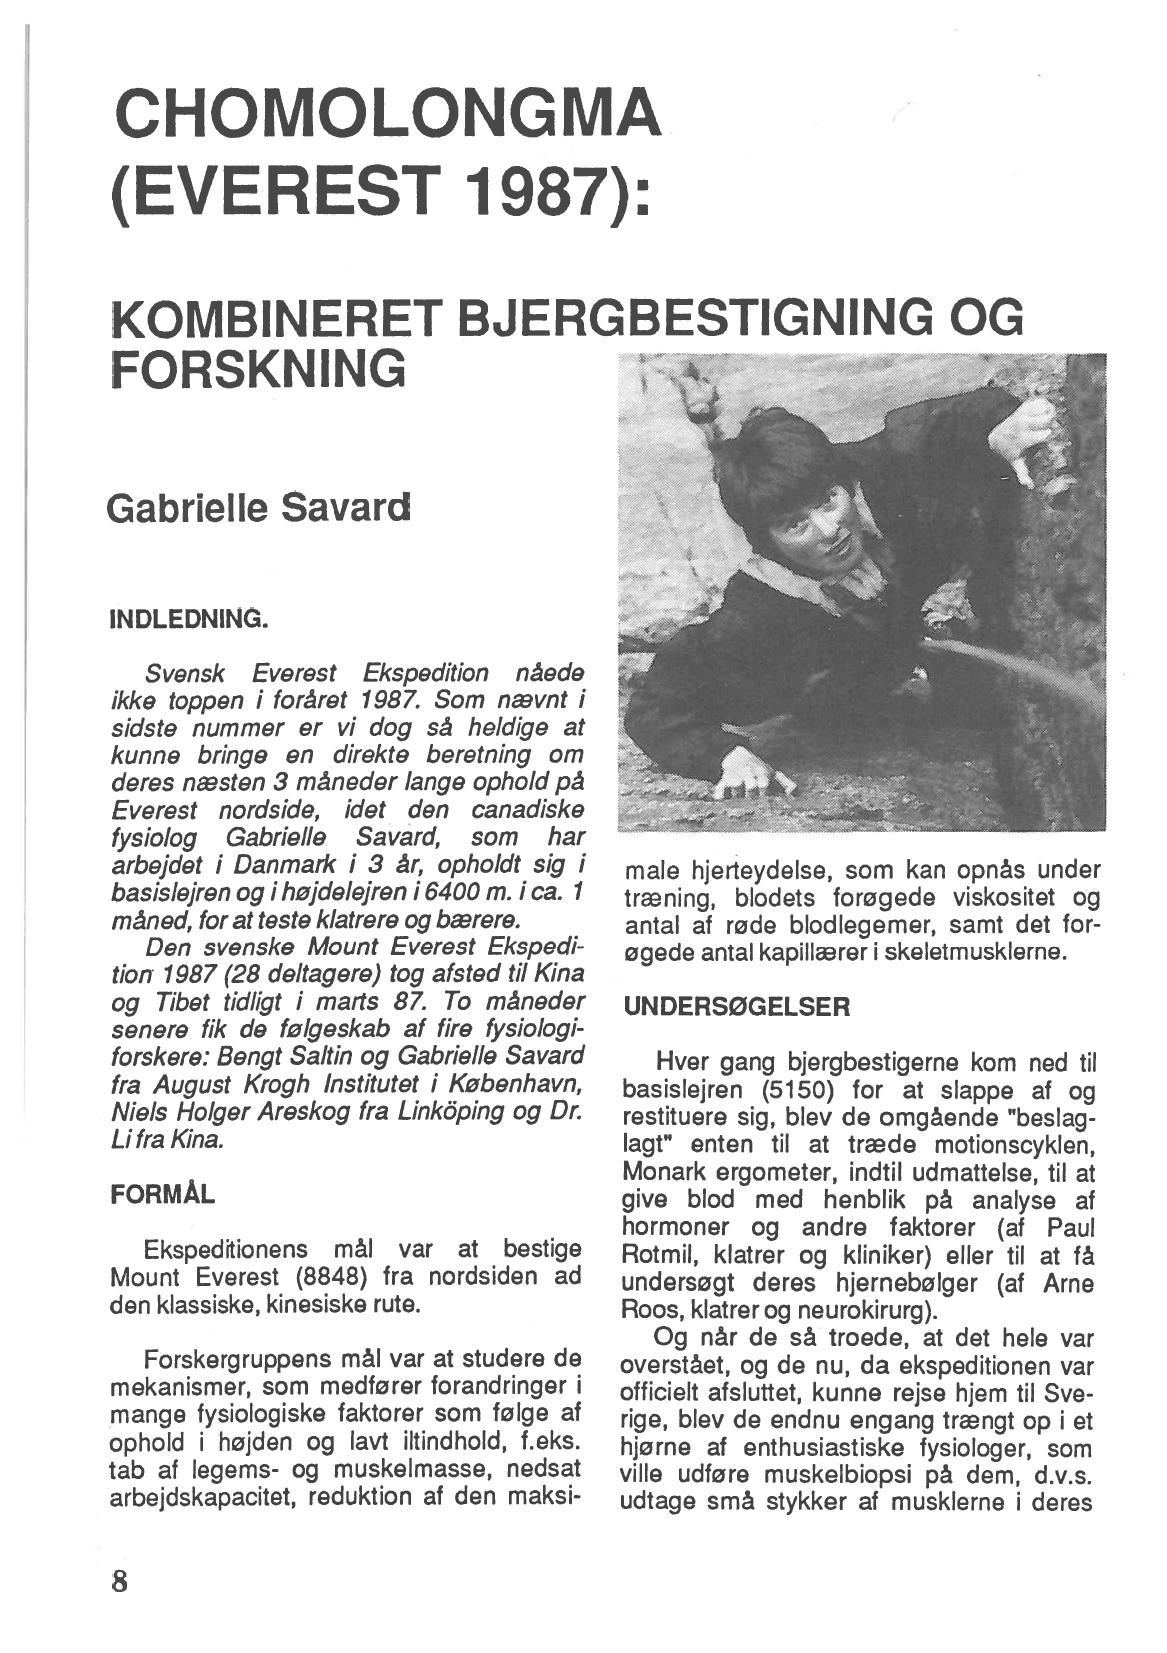 CHOMOLONGMA
(EVEREST 1987):
KOMBINERET BJERGBESTIGNING OG
FORSKNING
Gabrielle Savard
INDLEDNING.
Svensk Everest Ekspedition nåede
ikke toppen i foråret 1987. Som nævnt i
sidste nummer er vi dog så heldige at
kunne bringe en direkte beretning om
deres næsten 3 måneder lange ophold på
Everest nordside, idet den canadiske
fysiolog Gabrielle Savard, som har
arbejdet i Danmark i 3 år, opholdt sig i
basislejren og i højdelejren i 6400 m. i ca. 1
måned, for at teste klatrere og bærere.
Den svenske Mount Everest Ekspedi-
tion 1987 (28 deltagere) tog afsted til Kina
og Tibet tidligt i marts 87. To måneder
senere fik de følgeskab af fire fysiologi-
forskere: Bengt Saltin og Gabrielle Savard
fra August Krogh Institutet i København,
Niels Holger Areskog fra Linköping og Dr.
Li fra Kina.
FORMÅL
Ekspeditionens mål var at bestige
Mount Everest (8848) fra nordsiden ad
den klassiske, kinesiske rute.
Forskergruppens mål var at studere de
mekanismer, som medfører forandringer i
mange fysiologiske faktorer som følge af
ophold i højden og lavt iltindhold, f.eks.
tab af legems- og muskelmasse, nedsat
arbejdskapacitet, reduktion af den maksi-
male hjerteydelse, som kan opnås under
træning, blodets forøgede viskositet og
antal af røde blodlegemer, samt det for-
øgede antal kapillærer i skeletmusklerne.
UNDERSØGELSER
Hver gang bjergbestigerne kom ned til
basislejren (5150) for at slappe af og
restituere sig, blev de omgående "beslag-
lagt" enten til at træde motionscyklen,
Monark ergometer, indtil udmattelse, til at
give blod med henblik på analyse af
hormoner og andre faktorer (af Paul
Rotmil, klatrer og kliniker) eller til at få
undersøgt deres hjernebølger (af Arne
Roos, klatrer og neurokirurg).
Og når de så troede, at det hele var
overstået, og de nu, da ekspeditionen var
officielt afsluttet, kunne rejse hjem til Sve-
rige, blev de endnu engang trængt op i et
hjørne af enthusiastiske fysiologer, som
ville udføre muskelbiopsi på dem, d.v.s.
udtage små stykker af musklerne i deres
8